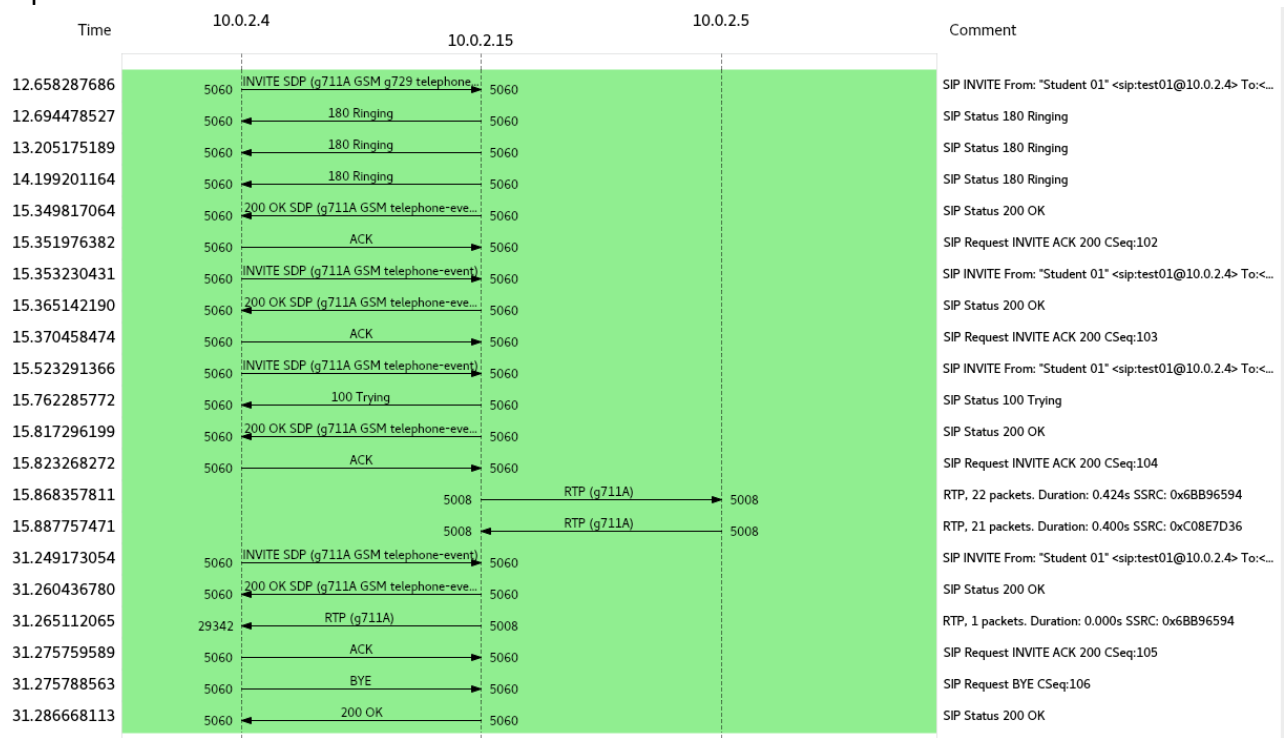 10.0.2.4 10.0.2.5
Time 10.0.2.15 Comment
12.658287686 5060 INVITE SDP (g711A GSM g729 telephone... 5060 SIP INVITE From: "Student 01" <sip:test01@10.0.2.4> To:<...
12.694478527 5060 180 Ringing 5060 SIP Status 180 Ringing
13.205175189 5060 180 Ringing 5060 SIP Status 180 Ringing
14.199201164 5060 180 Ringing 5060 SIP Status 180 Ringing
15.349817064 5060 200 OK SDP (g711A GSM telephone-eve... 5060 SIP Status 200 OK
15.351976382 5060 ACK 5060 SIP Request INVITE ACK 200 CSeq:102
15.353230431 5060 INVITE SDP (g711A GSM telephone-event) 5060 SIP INVITE From: "Student 01" <sip:test01@10.0.2.4> To:<...
15.365142190 5060 200 OK SDP (g711A GSM telephone-eve... 5060 SIP Status 200 OK
15.370458474 5060 ACK 5060 SIP Request INVITE ACK 200 CSeq:103
15.523291366 5060 INVITE SDP (g711A GSM telephone-event) 5060 SIP INVITE From: "Student 01" <sip:test01@10.0.2.4> To:<...
15.762285772 5060 100 Trying 5060 SIP Status 100 Trying
15.817296199 5060 200 OK SDP (g711A GSM telephone-eve... 5060 SIP Status 200 OK
15.823268272 5060 ACK 5060 SIP Request INVITE ACK 200 CSeq:104
15.868357811 5008 RTP (g711A) 5008 RTP, 22 packets. Duration: 0.424s SSRC: 0x6BB96594
15.887757471 5008 RTP (g711A) 5008 RTP, 21 packets. Duration: 0.400s SSRC: 0xC08E7D36
31.249173054 5060 INVITE SDP (g711A GSM telephone-event) 5060 SIP INVITE From: "Student 01" <sip:test01@10.0.2.4> To:<...
31.260436780 5060 200 OK SDP (g711A GSM telephone-eve... 5060 SIP Status 200 OK
31.265112065 29342 RTP (g711A) 5008 RTP, 1 packets. Duration: 0.000s SSRC: 0x6BB96594
31.275759589 5060 ACK 5060 SIP Request INVITE ACK 200 CSeq:105
31.275788563 5060 BYE 5060 SIP Request BYE CSeq:106
31.286668113 5060 200 OK 5060 SIP Status 200 OK